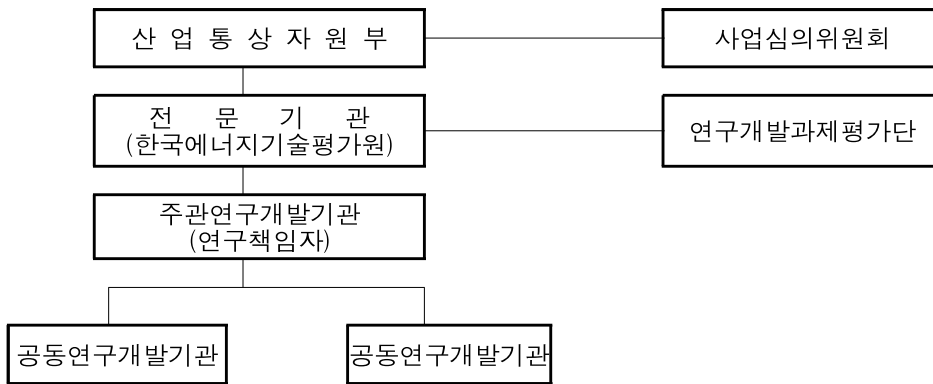 산 업 통 상 자 원 부
사업심의위원회
전 문 기 관
(한국에너지기술평가원)
연구개발과제평가단
주관연구개발기관
(연구책임자)
공동연구개발기관
공동연구개발기관